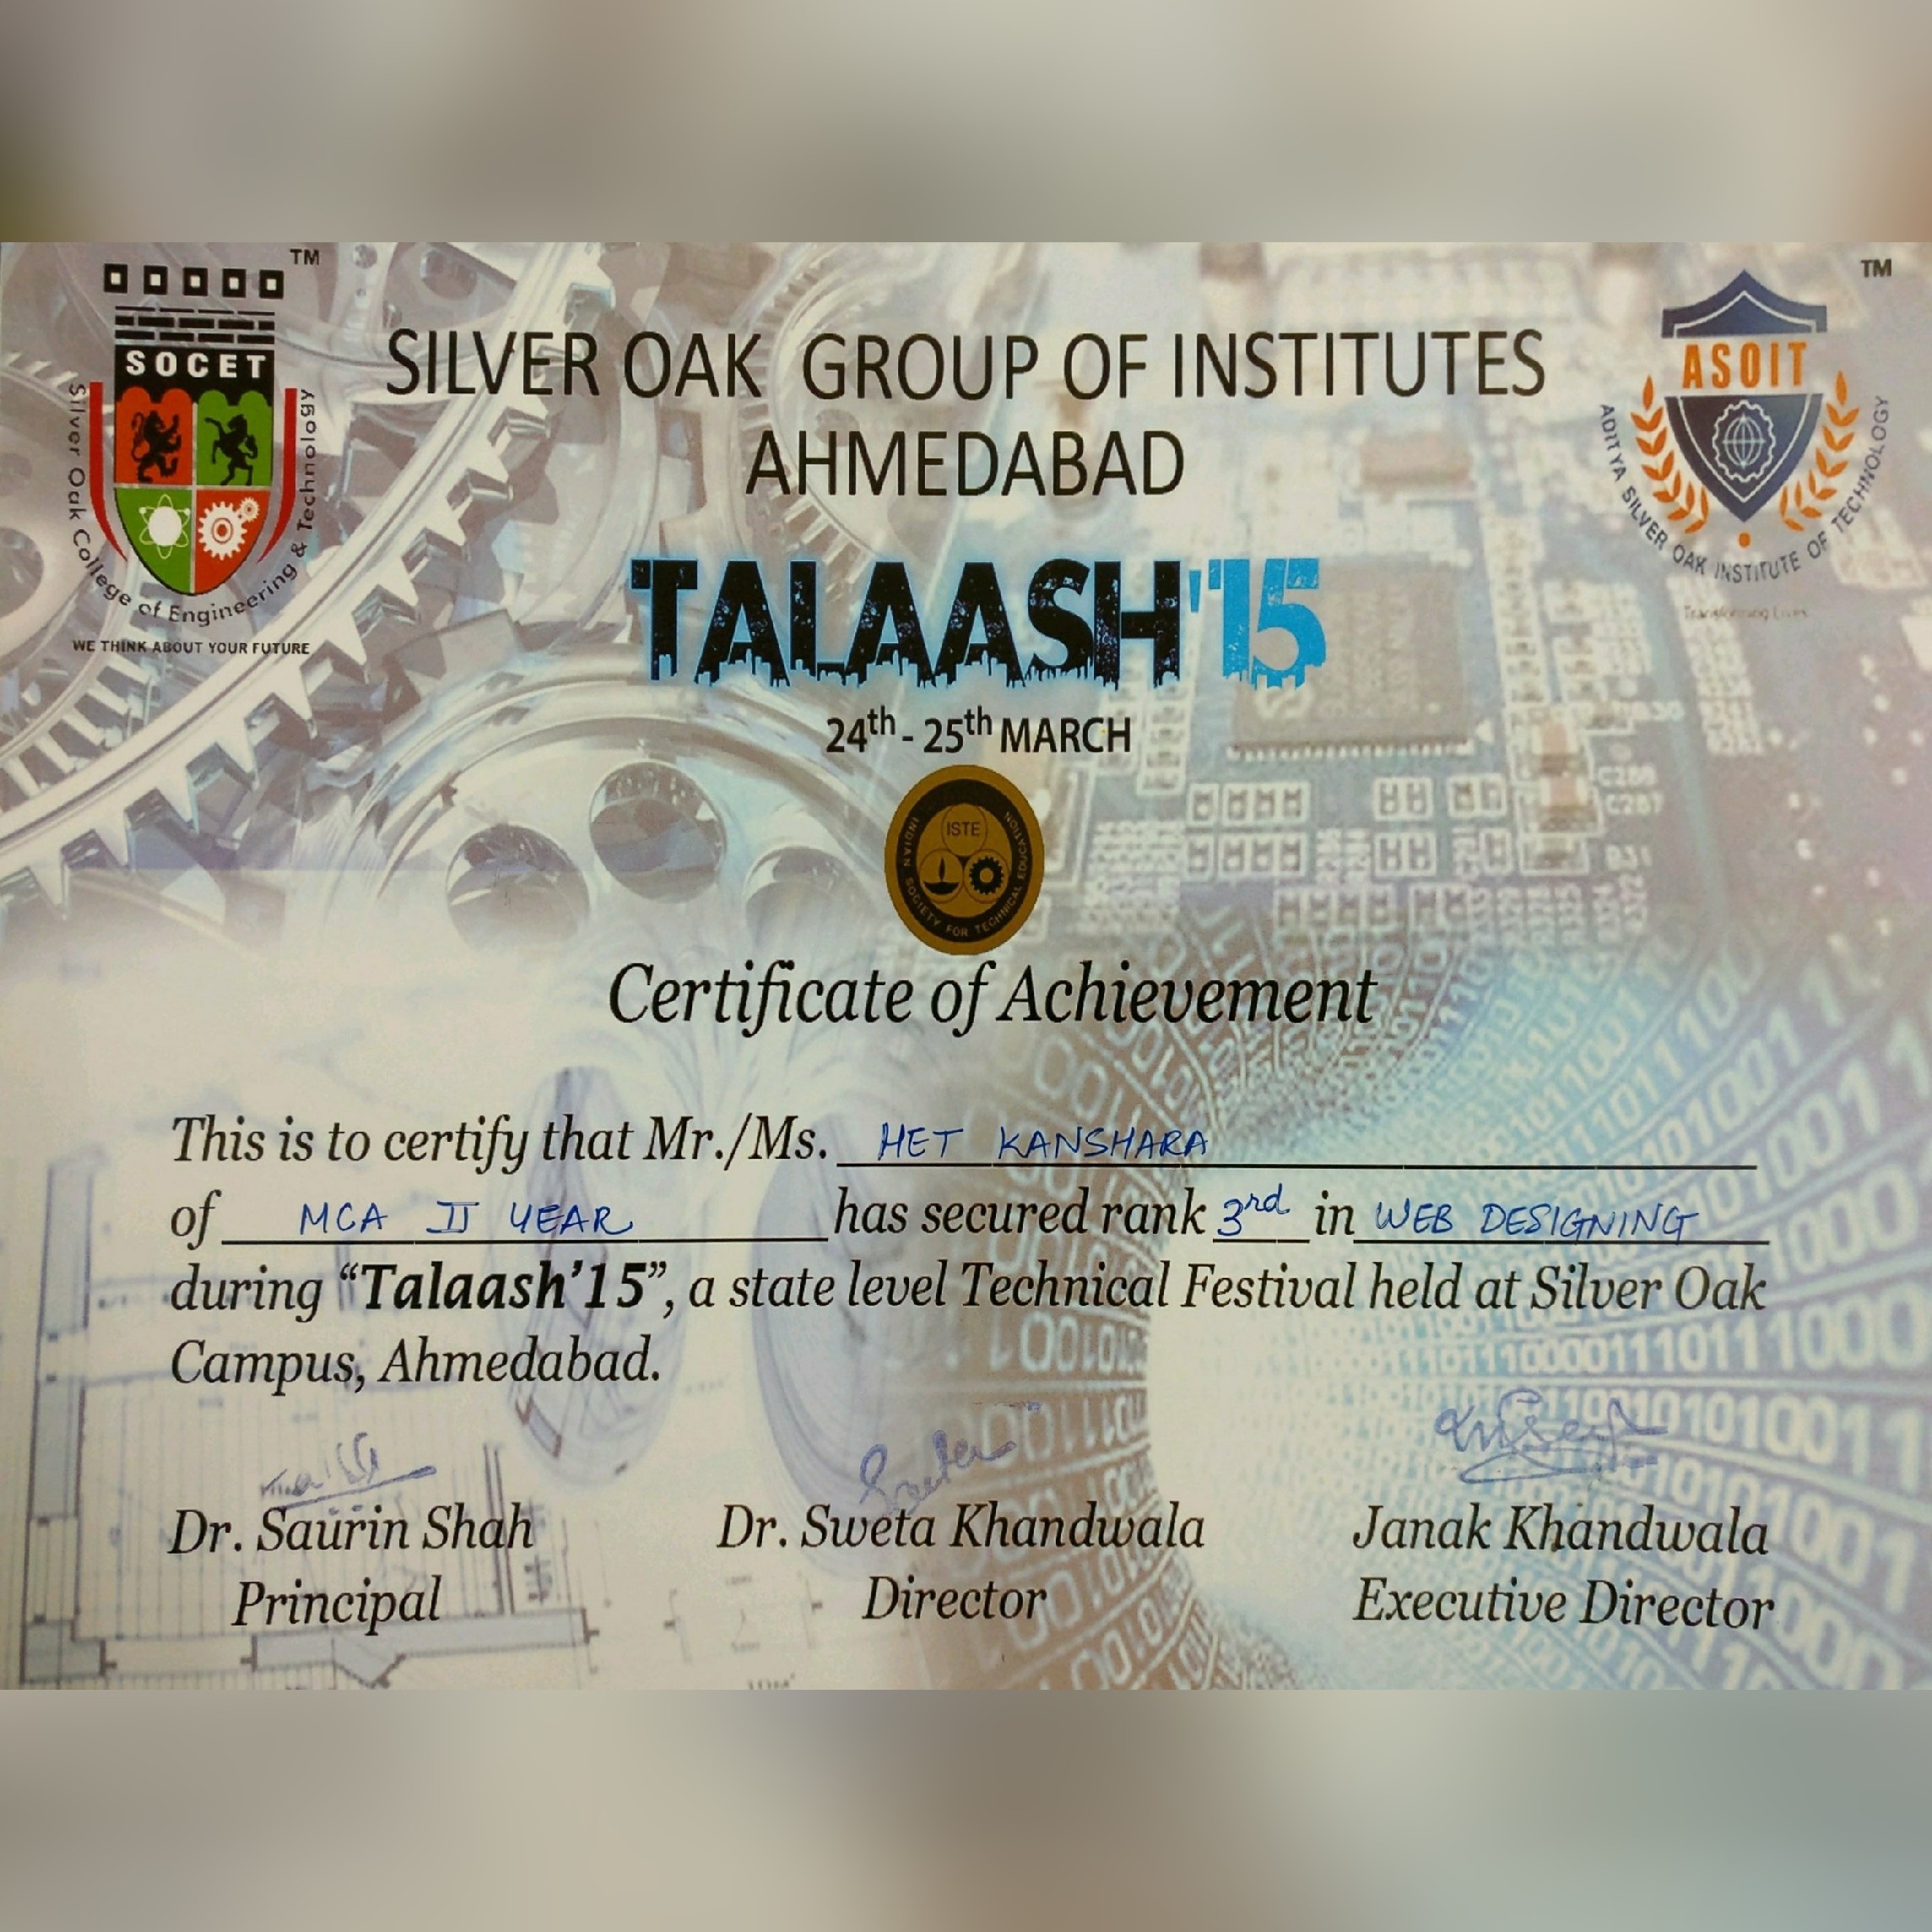 TM
SOCET
Silver Oak College of Engineering & Technology
WE THINK ABOUT YOUR FUTURE
SILVER OAK GROUP OF INSTITUTES
AHMEDABAD
TM
ASOIT
ADITYA SILVER OAK INSTITUTE OF TECHNOLOGY
Transforming Lives
TALAASH'15
24th - 25th MARCH
ISTE
INDIAN SOCIETY FOR TECHNICAL EDUCATION
Certificate of Achievement
This is to certify that Mr./Ms. HET KANSHARA
of MCA II YEAR has secured rank 3rd in WEB DESIGNING
during “Talaash’15”, a state level Technical Festival held at Silver Oak
Campus, Ahmedabad.
Dr. Saurin Shah Dr. Sweta Khandwala Janak Khandwala
Principal Director Executive Director